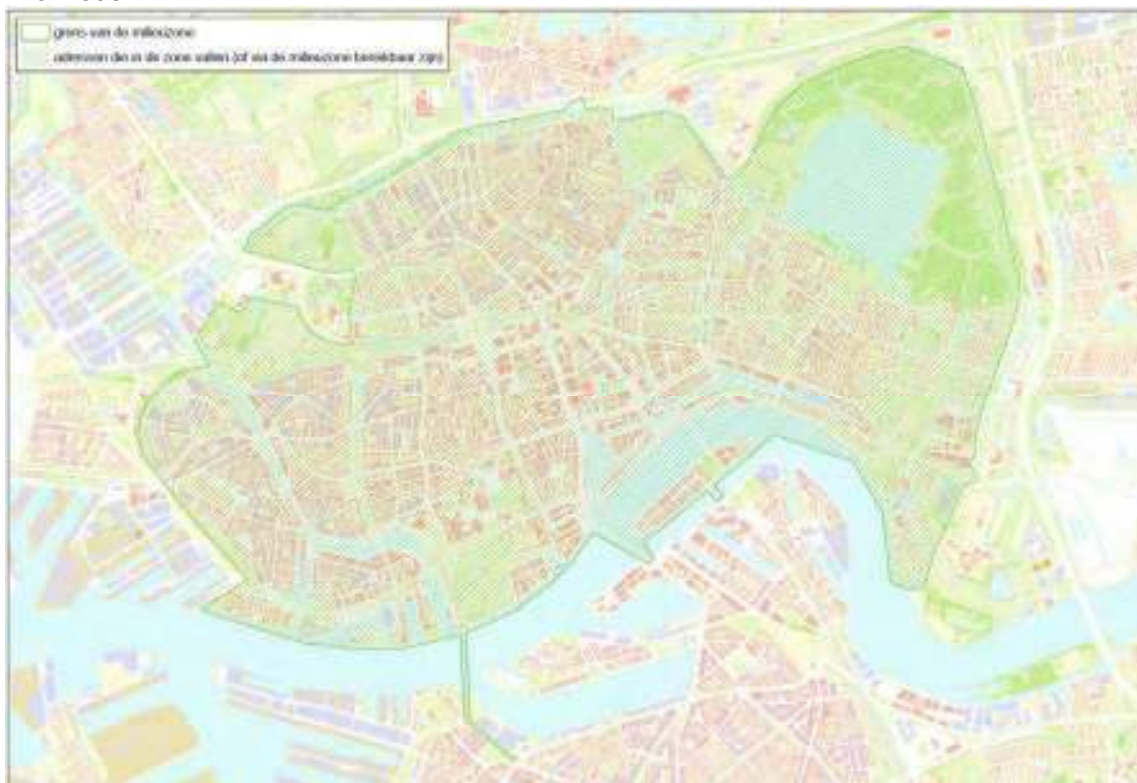 grens van de milieuzone
adressen die in de zone vallen (of via de milieuzone bereikbaar zijn)